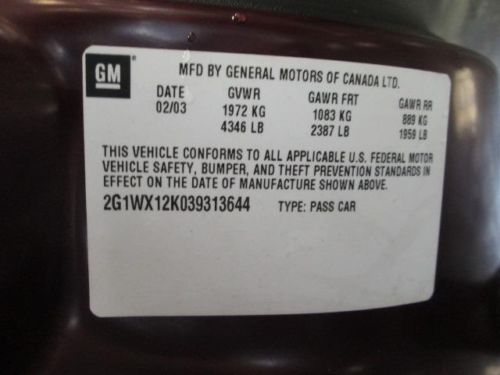 GM
MFD BY GENERAL MOTORS OF CANADA LTD.
DATE GVWR GAWR FRT GAWR RR
02/03 1972 KG 1083 KG 889 KG
4346 LB 2387 LB 1959 LB
THIS VEHICLE CONFORMS TO ALL APPLICABLE U.S. FEDERAL MOTOR
VEHICLE SAFETY, BUMPER, AND THEFT PREVENTION STANDARDS IN
EFFECT ON THE DATE OF MANUFACTURE SHOWN ABOVE.
2G1WX12K039313644 TYPE: PASS CAR